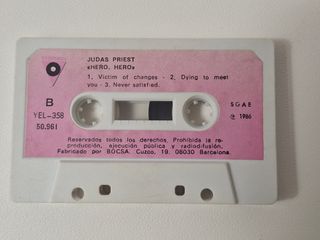 JUDAS PRIEST
«HERO, HERO»
1. Victim of changes - 2. Dying to meet
you - 3. Never satisfied.
B
YEL-358
50.961
SGAE
℗ 1986
Reservados todos los derechos. Prohibida la re-
producción, ejecución pública y radiodifusión.
Fabricado por BOCSA. Cuzco, 19. 08030 Barcelona.